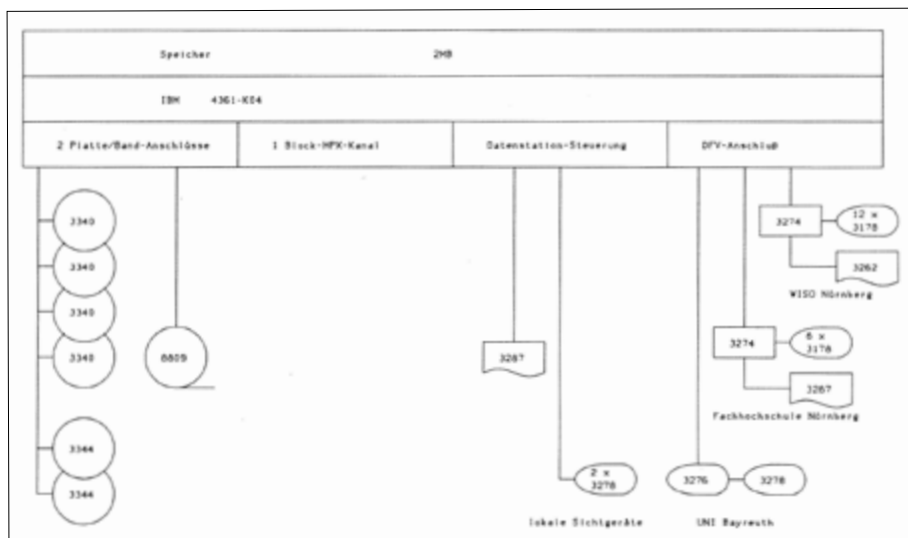 Speicher 2MB
IBM 4361-K04
2 Platte/Band-Anschlüsse 1 Block-MPX-Kanal Datenstation-Steuerung DFV-Anschluß
3340
3340
3340
3340
3344
3344
8809
3287
2 x
3278
lokale Sichtgeräte
3274
12 x
3178
3262
WISO Nürnberg
3274
6 x
3178
3287
Fachhochschule Nürnberg
3276
3278
UNI Bayreuth